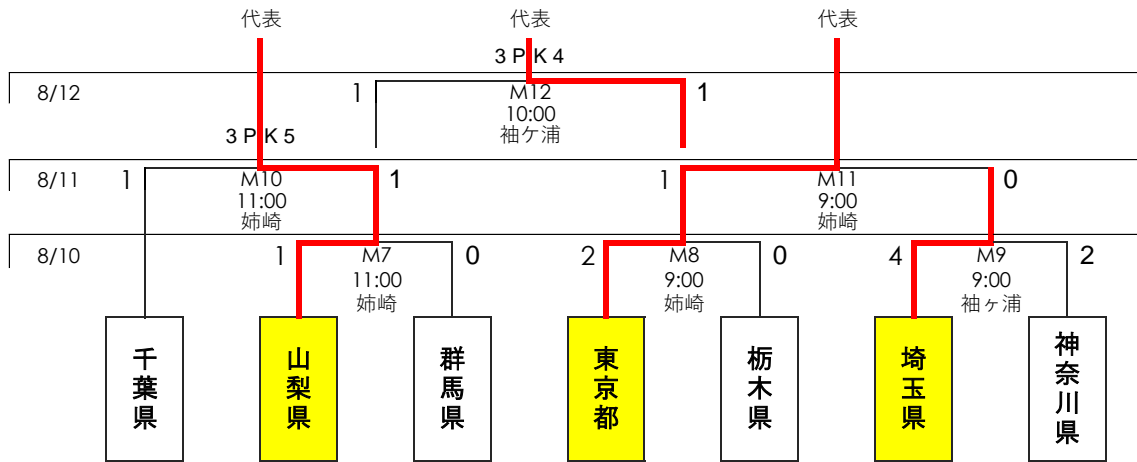 代表 代表 代表
3 P K 4
8/12 1 M12 1
10:00
袖ケ浦
3 P K 5
8/11 1 M10 1 1 M11 0
11:00 9:00
姉崎 姉崎
8/10 1 M7 0 2 M8 0 4 M9 2
11:00 9:00 9:00
姉崎 姉崎 袖ヶ浦
千葉県
山梨県
群馬県
東京都
栃木県
埼玉県
神奈川県